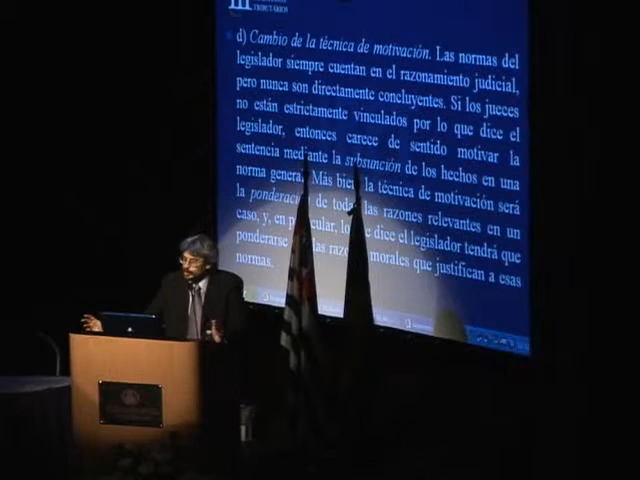 III
TRIBUTÁRIOS
d) Cambio de la técnica de motivación. Las normas del
legislador siempre cuentan en el razonamiento judicial,
pero nunca son directamente concluyentes. Si los jueces
no están estrictamente vinculados por lo que dice el
legislador, entonces carece de sentido motivar la
sentencia mediante la subsunción de los hechos en una
norma general. Más bien la técnica de motivación será
la ponderación de todas las razones relevantes en un
caso, y, en particular, lo que dice el legislador tendrá que
ponderarse las razones morales que justifican a esas
normas.